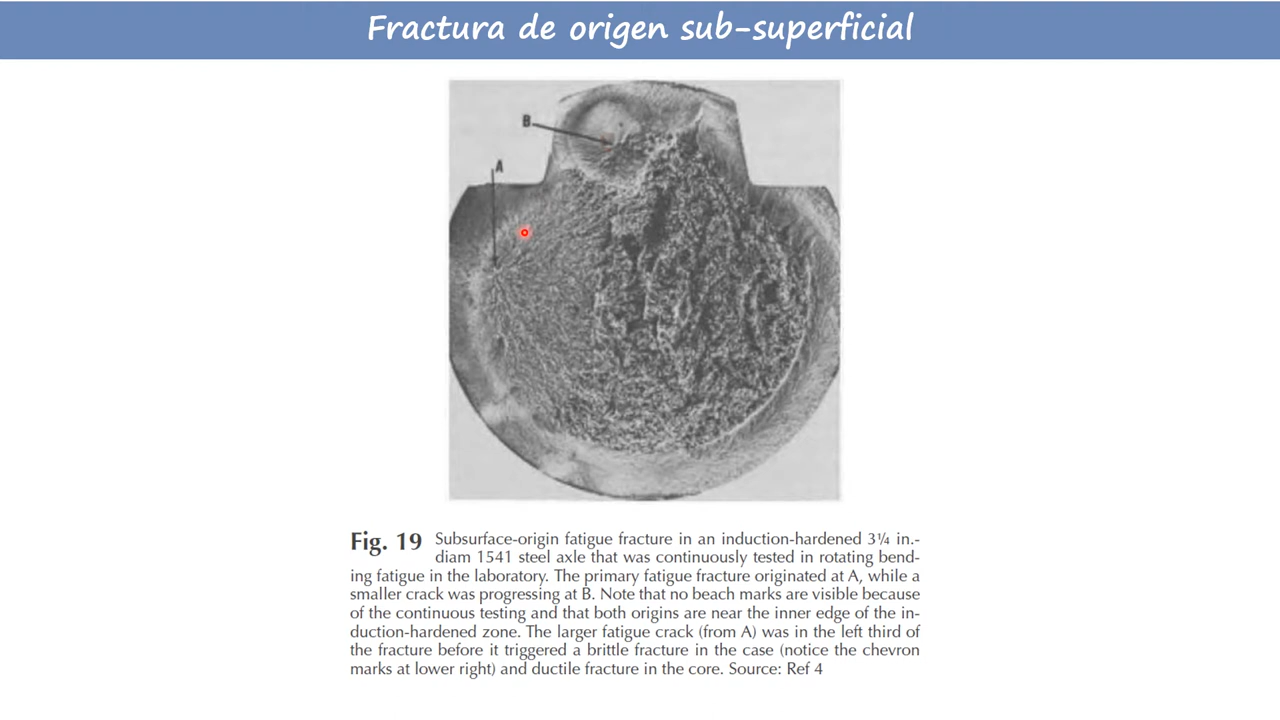 Fractura de origen sub-superficial
B
A
Fig. 19 Subsurface-origin fatigue fracture in an induction-hardened 3¼ in.-
diam 1541 steel axle that was continuously tested in rotating bend-
ing fatigue in the laboratory. The primary fatigue fracture originated at A, while a
smaller crack was progressing at B. Note that no beach marks are visible because
of the continuous testing and that both origins are near the inner edge of the in-
duction-hardened zone. The larger fatigue crack (from A) was in the left third of
the fracture before it triggered a brittle fracture in the case (notice the chevron
marks at lower right) and ductile fracture in the core. Source: Ref 4